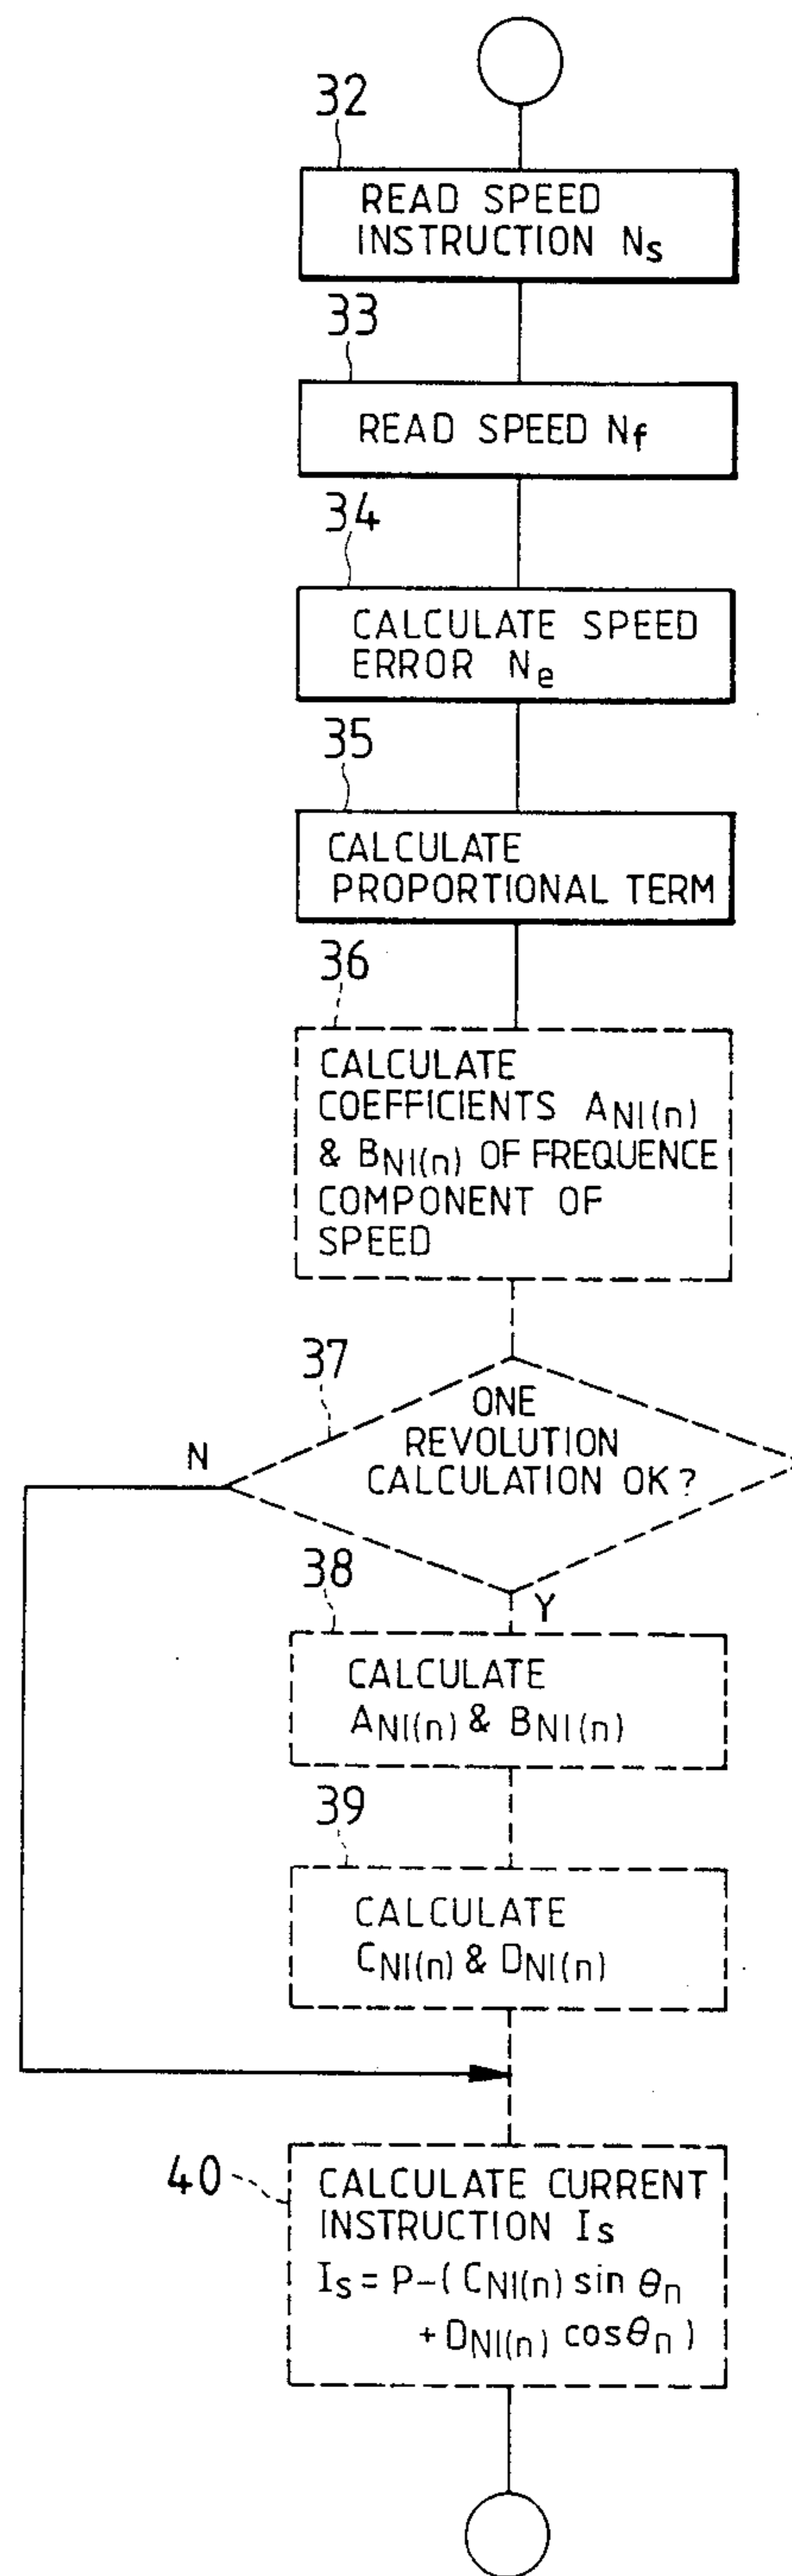 32
READ SPEED
INSTRUCTION Ns
33
READ SPEED Nf
34
CALCULATE SPEED
ERROR Ne
35
CALCULATE
PROPORTIONAL TERM
36
CALCULATE
COEFFICIENTS ANI(n)
& BNI(n) OF FREQUENCE
COMPONENT OF
SPEED
37
ONE
REVOLUTION
CALCULATION OK?
N
Y
38
CALCULATE
ANI(n) & BNI(n)
39
CALCULATE
CNI(n) & DNI(n)
40
CALCULATE CURRENT
INSTRUCTION Is
Is = P-( CNI(n) sin θn
+ DNI(n) cosθn )